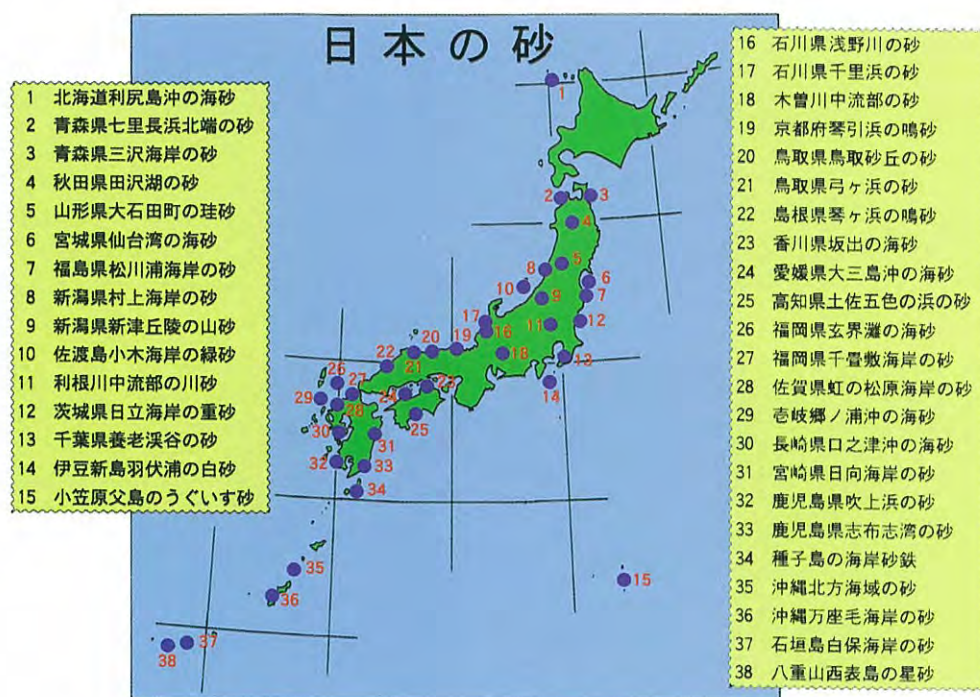 日本の砂
1 北海道利尻島沖の海砂
2 青森県七里長浜北端の砂
3 青森県三沢海岸の砂
4 秋田県田沢湖の砂
5 山形県大石田町の珪砂
6 宮城県仙台湾の海砂
7 福島県松川浦海岸の砂
8 新潟県村上海岸の砂
9 新潟県新津丘陵の山砂
10 佐渡島小木海岸の緑砂
11 利根川中流部の川砂
12 茨城県日立海岸の重砂
13 千葉県養老渓谷の砂
14 伊豆新島羽伏浦の白砂
15 小笠原父島のうぐいす砂
16 石川県浅野川の砂
17 石川県千里浜の砂
18 木曽川中流部の砂
19 京都府琴引浜の鳴砂
20 鳥取県鳥取砂丘の砂
21 鳥取県弓ヶ浜の砂
22 島根県琴ヶ浜の鳴砂
23 香川県坂出の海砂
24 愛媛県大三島沖の海砂
25 高知県土佐五色の浜の砂
26 福岡県玄界灘の海砂
27 福岡県千畳敷海岸の砂
28 佐賀県虹の松原海岸の砂
29 壱岐郷ノ浦沖の海砂
30 長崎県口之津沖の海砂
31 宮崎県日向海岸の砂
32 鹿児島県吹上浜の砂
33 鹿児島県志布志湾の砂
34 種子島の海岸砂鉄
35 沖縄北方海域の砂
36 沖縄万座毛海岸の砂
37 石垣島白保海岸の砂
38 八重山西表島の星砂
1
2
3
4
5
8
6
10
9
7
17
11
12
16
20
19
22
21
18
13
26
27
23
14
29
24
28
25
30
31
32
33
34
35
15
36
37
38